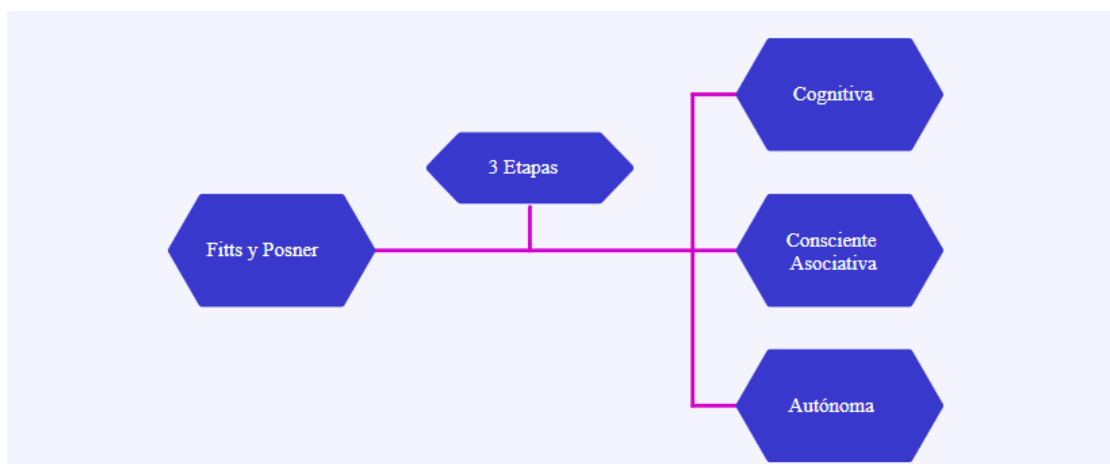 Fitts y Posner
3 Etapas
Cognitiva
Consciente
Asociativa
Autónoma